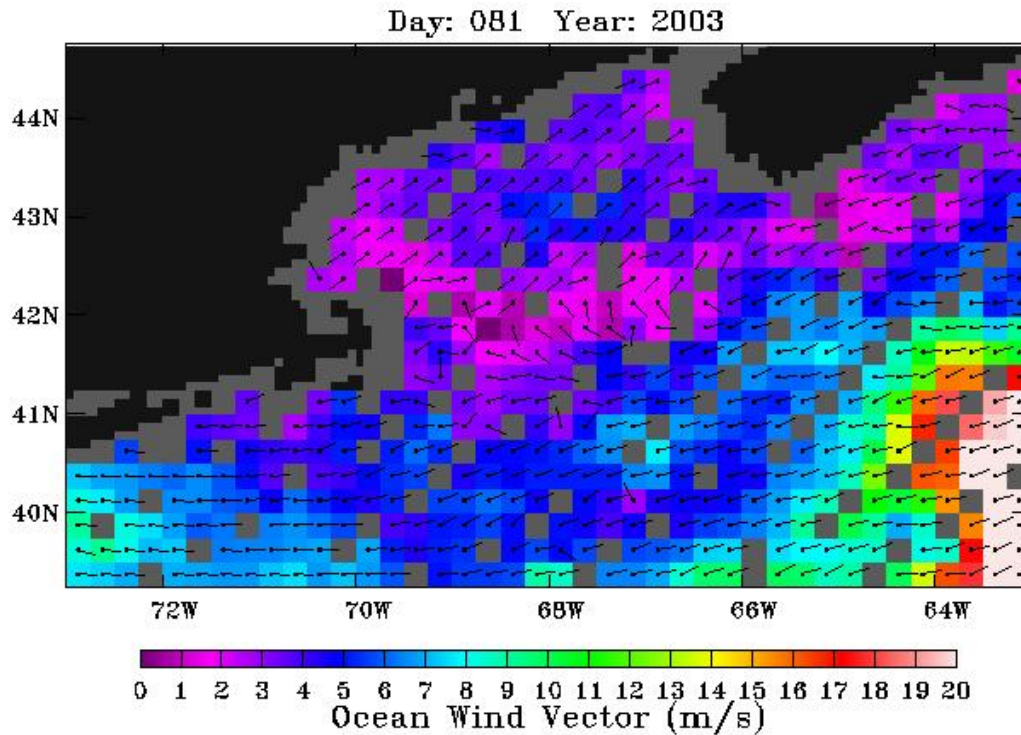 Day: 081 Year: 2003
44N
43N
42N
41N
40N
72W 70W 68W 66W 64W
0 1 2 3 4 5 6 7 8 9 10 11 12 13 14 15 16 17 18 19 20
Ocean Wind Vector (m/s)